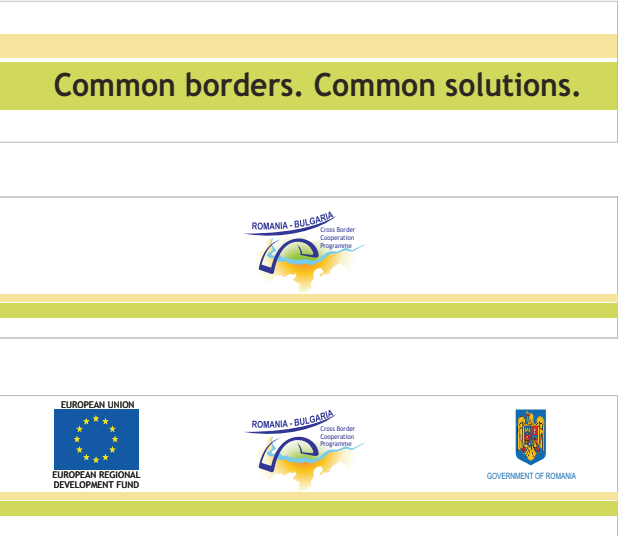 Common borders. Common solutions.
ROMANIA - BULGARIA
Cross Border
Cooperation
Programme
EUROPEAN UNION
EUROPEAN REGIONAL
DEVELOPMENT FUND
ROMANIA - BULGARIA
Cross Border
Cooperation
Programme
GOVERNMENT OF ROMANIA